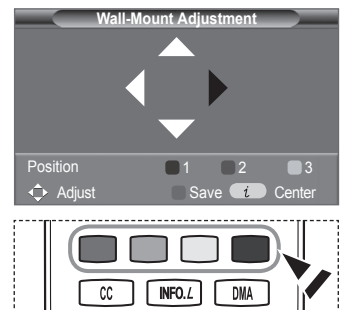 Wall-Mount Adjustment
Position 1 2 3
Adjust Save i Center
CC INFO.L DMA